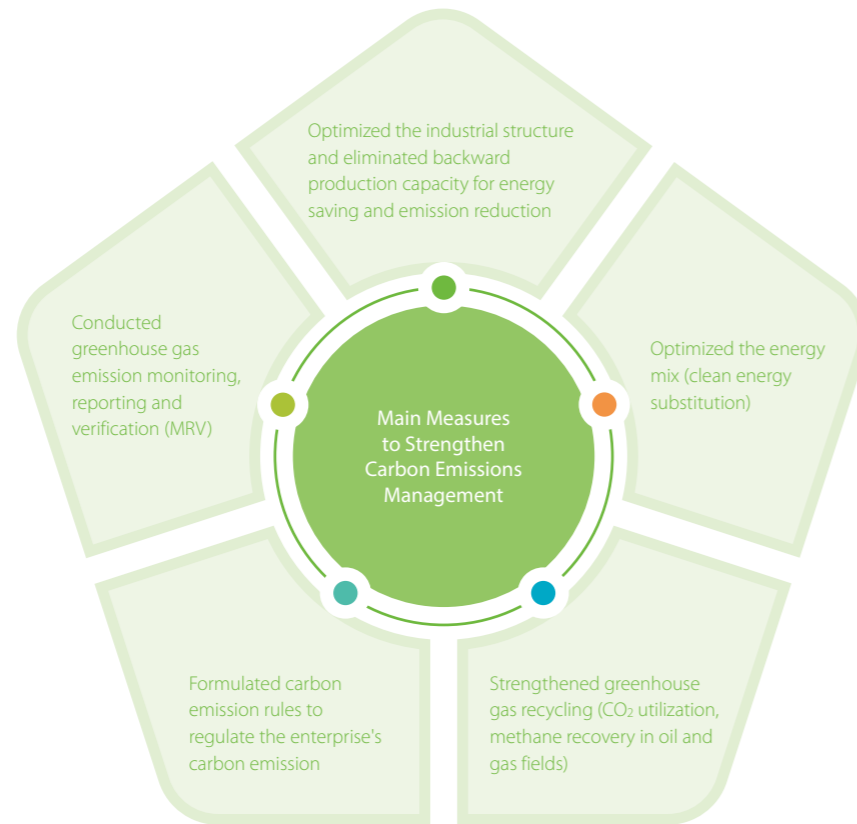 Optimized the industrial structure
and eliminated backward
production capacity for energy
saving and emission reduction
Conducted
greenhouse gas
emission monitoring,
reporting and
verification (MRV)
Optimized the energy
mix (clean energy
substitution)
Main Measures
to Strengthen
Carbon Emissions
Management
Formulated carbon
emission rules to
regulate the enterprise's
carbon emission
Strengthened greenhouse
gas recycling (CO₂ utilization,
methane recovery in oil and
gas fields)